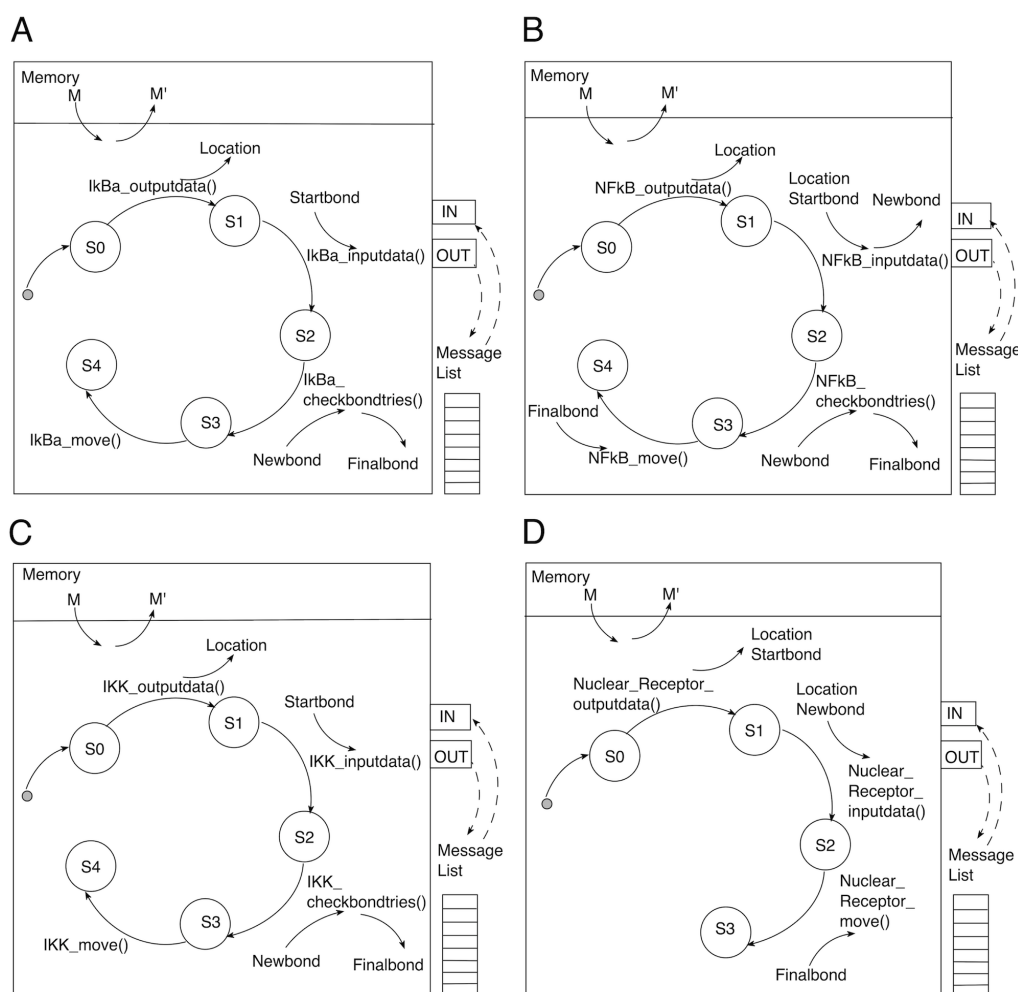 A
Memory
M
M'
Location
IkBa_outputdata()
S0
S1
Startbond
IkBa_inputdata()
IN
OUT
S2
S4
Message
List
IkBa_
checkbondtries()
S3
IkBa_move()
Newbond
Finalbond
B
Memory
M
M'
Location
NFkB_outputdata()
S0
S1
Location
Startbond
Newbond
NFkB_inputdata()
IN
OUT
S2
S4
Message
List
NFkB_
checkbondtries()
Finalbond
S3
NFkB_move()
Newbond
Finalbond
C
Memory
M
M'
Location
IKK_outputdata()
S0
S1
Startbond
IKK_inputdata()
IN
OUT
S2
S4
Message
List
IKK_
checkbondtries()
S3
IKK_move()
Newbond
Finalbond
D
Memory
M
M'
Location
Startbond
Nuclear_Receptor_
outputdata()
S0
S1
Location
Newbond
Nuclear_
Receptor_
inputdata()
IN
OUT
S2
Message
List
Nuclear_
Receptor_
move()
S3
Finalbond